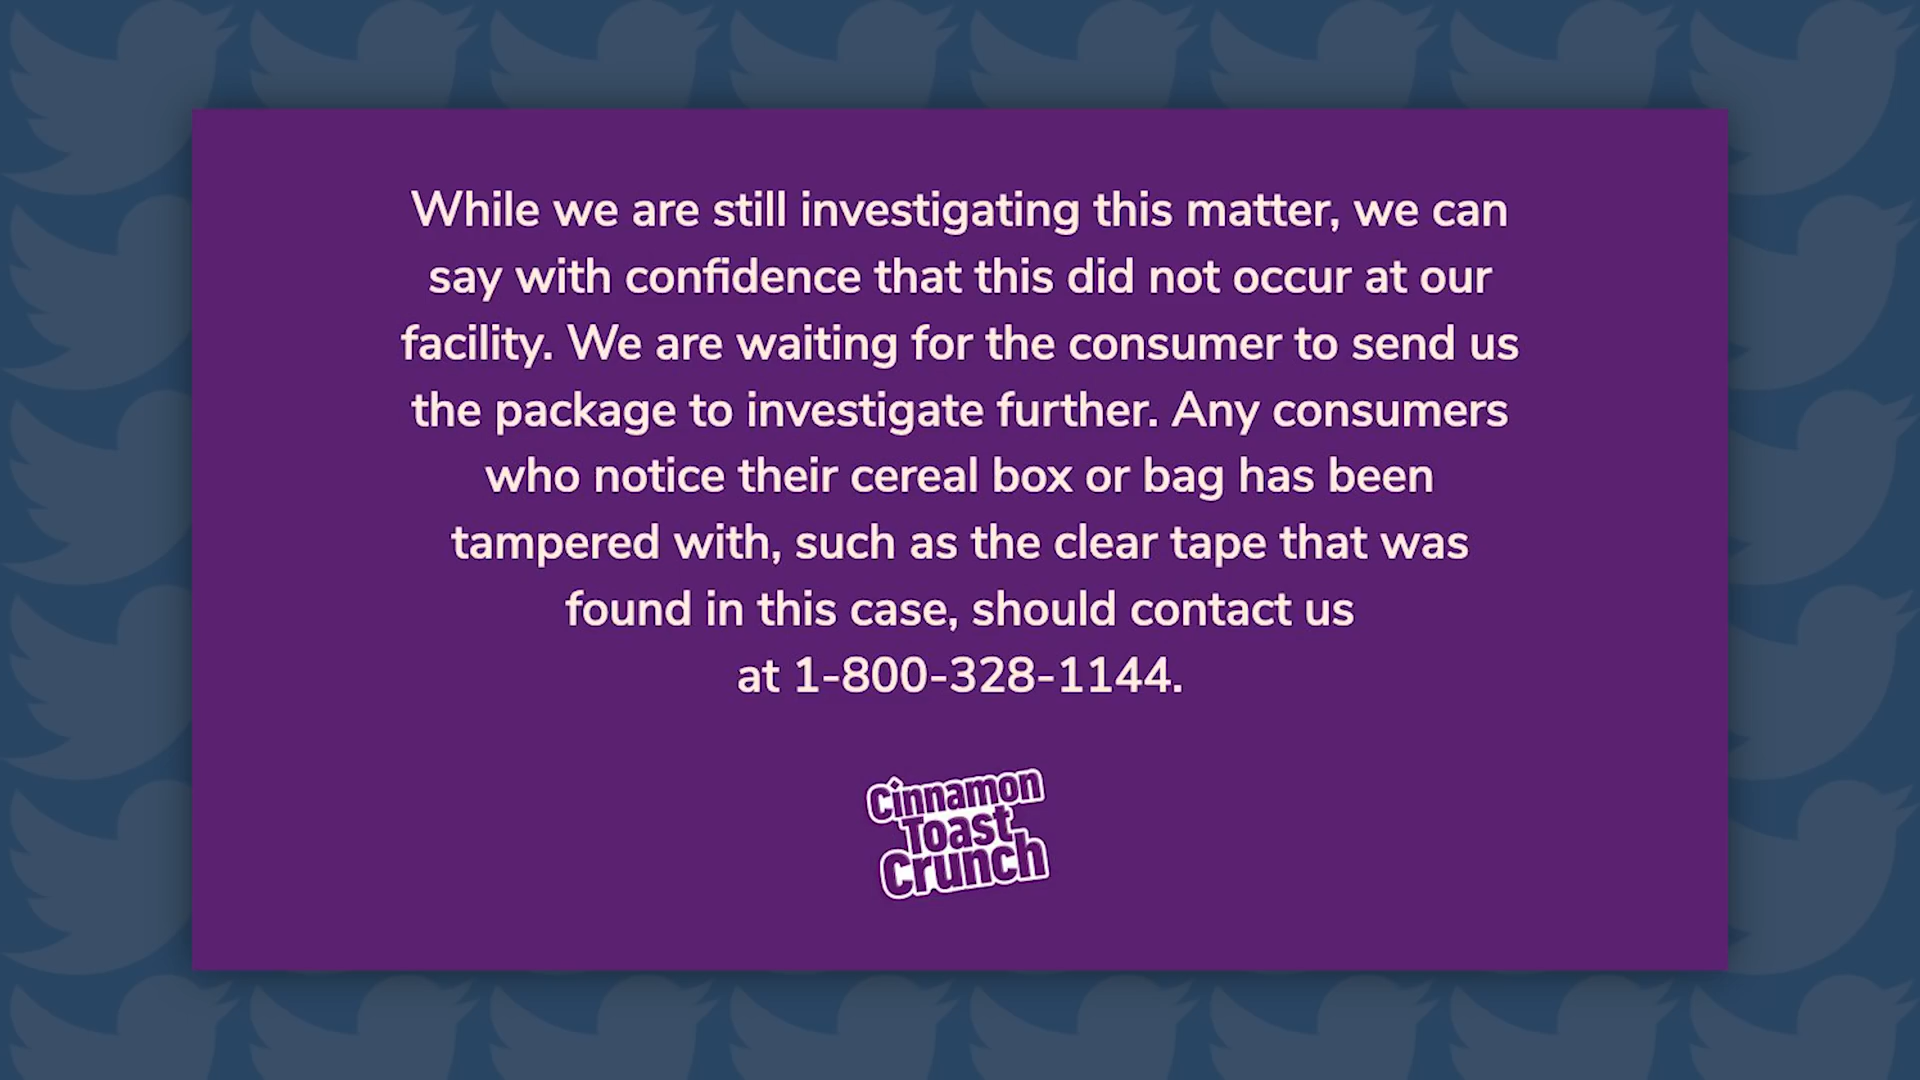 While we are still investigating this matter, we can
say with confidence that this did not occur at our
facility. We are waiting for the consumer to send us
the package to investigate further. Any consumers
who notice their cereal box or bag has been
tampered with, such as the clear tape that was
found in this case, should contact us
at 1-800-328-1144.
Cinnamon
Toast
Crunch